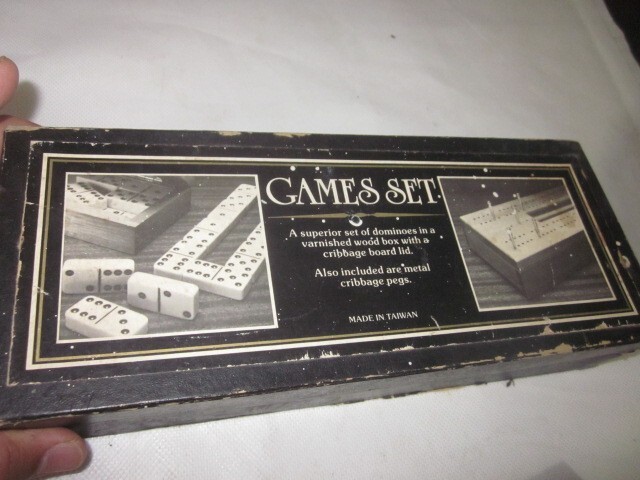 GAMES SET
A superior set of dominoes in a
varnished wood box with a
cribbage board lid.
Also included are metal
cribbage pegs.
MADE IN TAIWAN